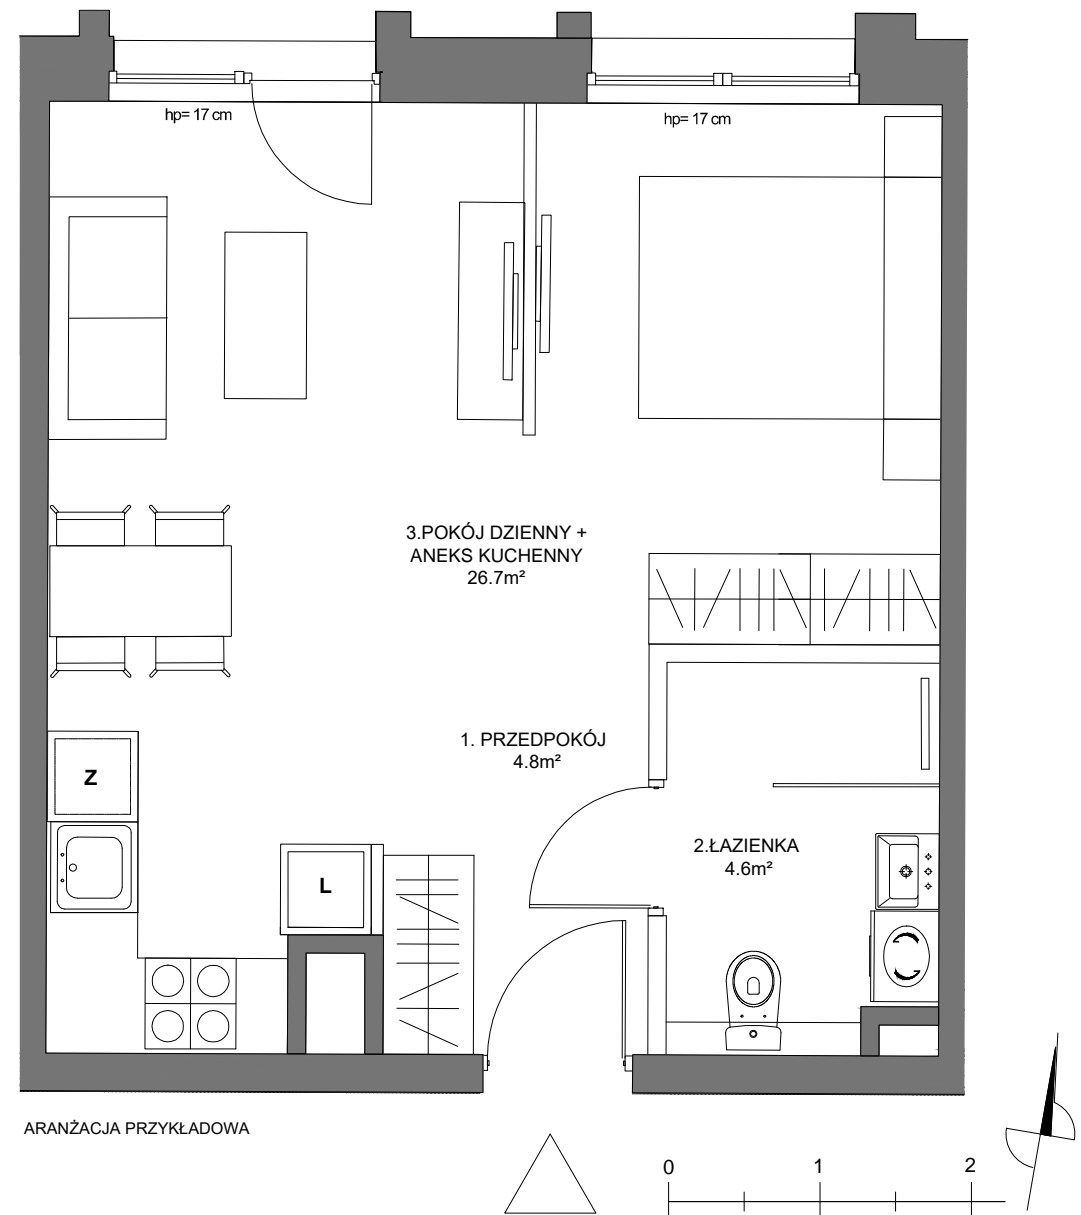 hp= 17 cm
hp= 17 cm
3.POKÓJ DZIENNY +
ANEKS KUCHENNY
26.7m²
1. PRZEDPOKÓJ
4.8m²
Z
2.ŁAZIENKA
4.6m²
L
ARANŻACJA PRZYKŁADOWA
0 1 2